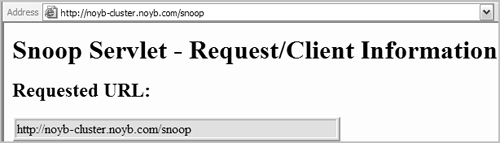 Address http://noyb-cluster.noyb.com/snoop
Snoop Servlet - Request/Client Information
Requested URL:
http://noyb-cluster.noyb.com/snoop